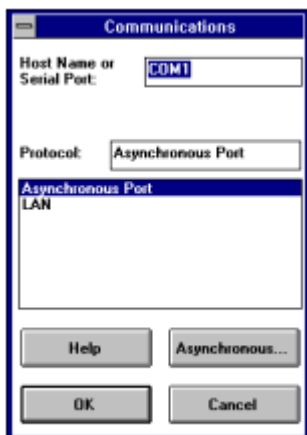 Communications
Host Name or
Serial Port:
COM1
Protocol:
Asynchronous Port
Asynchronous Port
LAN
Help
Asynchronous...
OK
Cancel